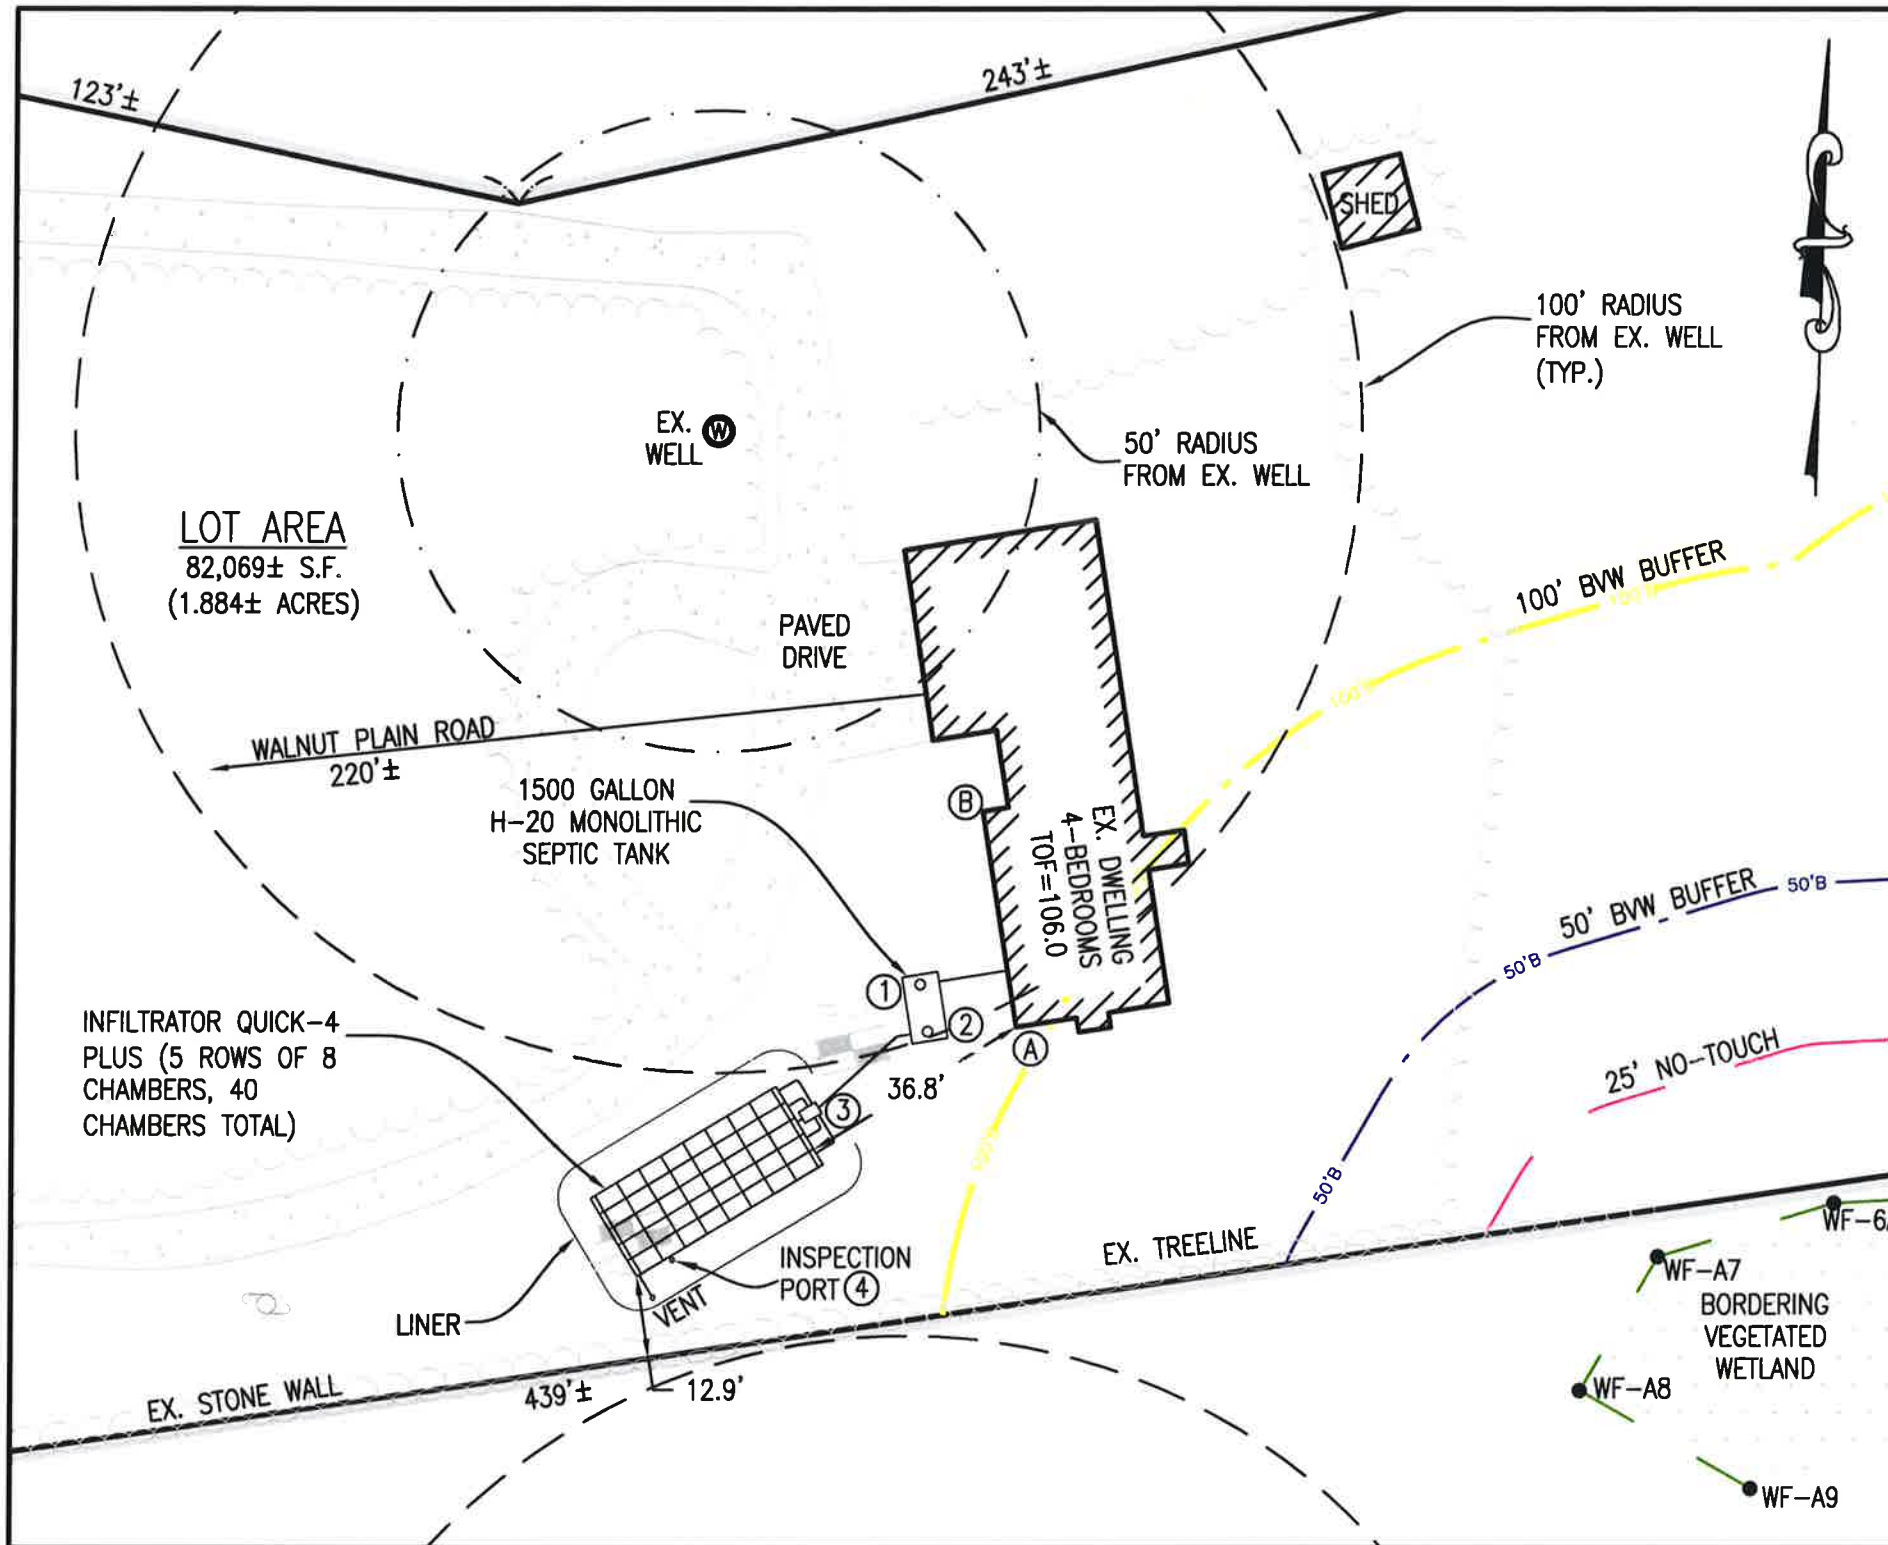 123'±
243'±
SHED
100' RADIUS
FROM EX. WELL
(TYP.)
EX.
WELL
W
50' RADIUS
FROM EX. WELL
LOT AREA
82,069± S.F.
(1.884± ACRES)
100' BVW BUFFER
PAVED
DRIVE
WALNUT PLAIN ROAD
220'±
1500 GALLON
H-20 MONOLITHIC
SEPTIC TANK
B
EX. DWELLING
4-BEDROOMS
TOF=106.0
50' BVW BUFFER
50'B
50'B
1
2
A
INFILTRATOR QUICK-4
PLUS (5 ROWS OF 8
CHAMBERS, 40
CHAMBERS TOTAL)
36.8'
3
25' NO-TOUCH
50'B
INSPECTION
PORT 4
VENT
LINER
EX. TREELINE
WF-6
WF-A7
BORDERING
VEGETATED
WETLAND
EX. STONE WALL
439'±
12.9'
WF-A8
WF-A9